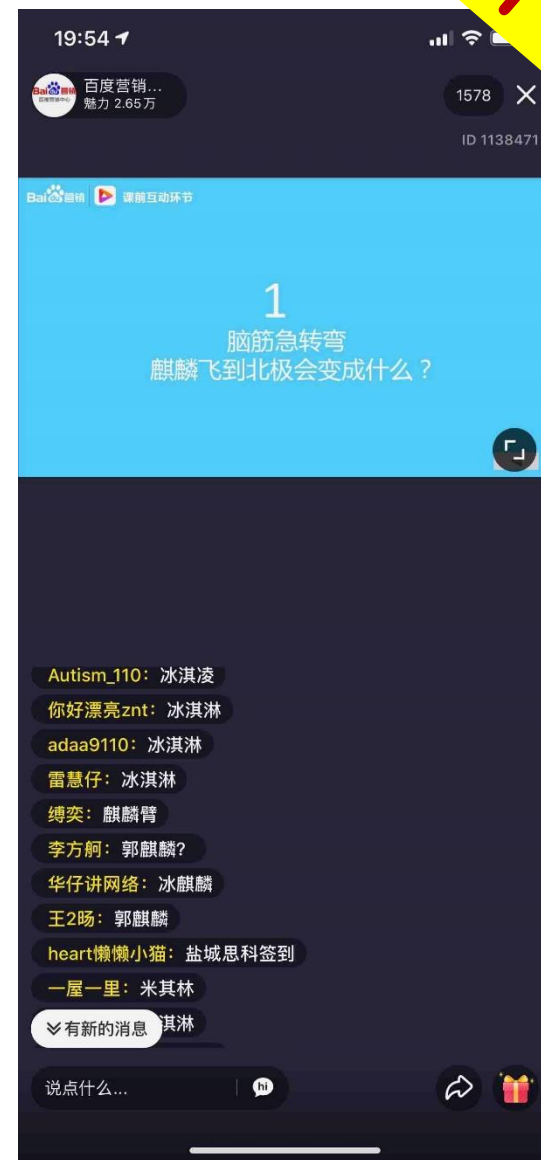 19:54
Bai 营销
百度营销...
魅力 2.65万
1578
ID 1138471
Bai 营销
课前互动环节
1
脑筋急转弯
麒麟飞到北极会变成什么？
Autism_110：冰淇凌
你好漂亮znt：冰淇淋
adaa9110：冰淇淋
雷慧仔：冰淇淋
缚奕：麒麟臂
李方舸：郭麒麟?
华仔讲网络：冰麒麟
王2旸：郭麒麟
heart懒懒小猫：盐城思科签到
一屋一里：米其林
有新的消息
淇淋
说点什么...
hi